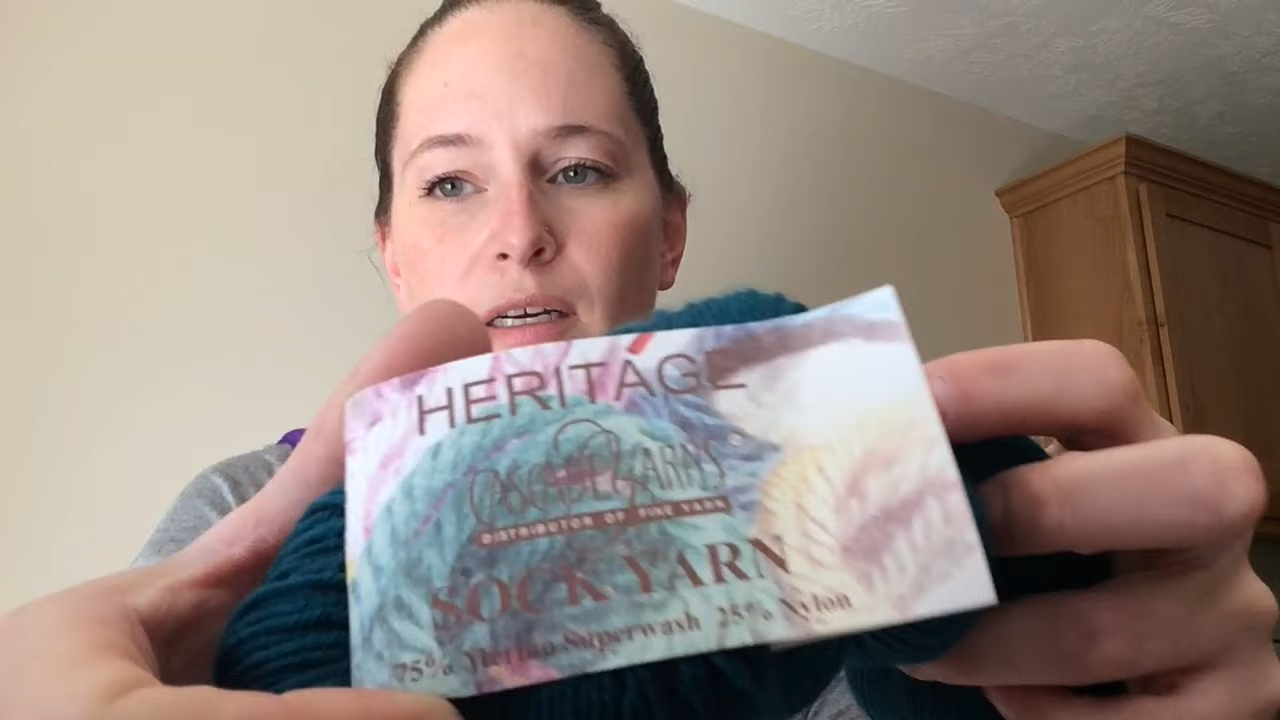 HERITAGE
CASCADE YARNS
DISTRIBUTOR OF FINE YARN
SOCK YARN
75% Merino Superwash 25% Nylon